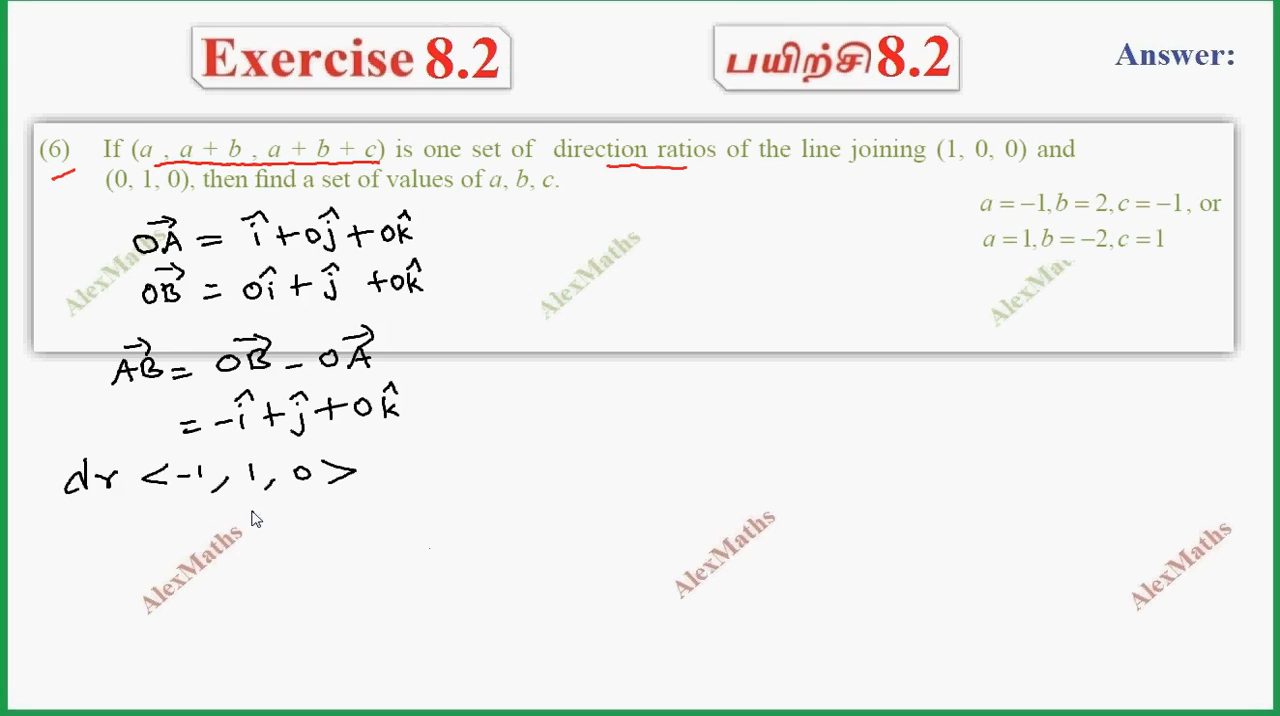 Exercise 8.2
பயிற்சி 8.2
Answer:
(6) If (a , a + b , a + b + c) is one set of direction ratios of the line joining (1, 0, 0) and
(0, 1, 0), then find a set of values of a, b, c.
a = −1, b = 2, c = −1, or
a = 1, b = −2, c = 1
OA⃗ = î + 0ĵ + 0k̂
OB⃗ = 0î + ĵ + 0k̂
AB⃗ = OB⃗ − OA⃗
= −î + ĵ + 0k̂
dr < −1, 1, 0 >
AlexMaths
AlexMaths
AlexMaths
AlexMaths
AlexMaths
AlexMaths